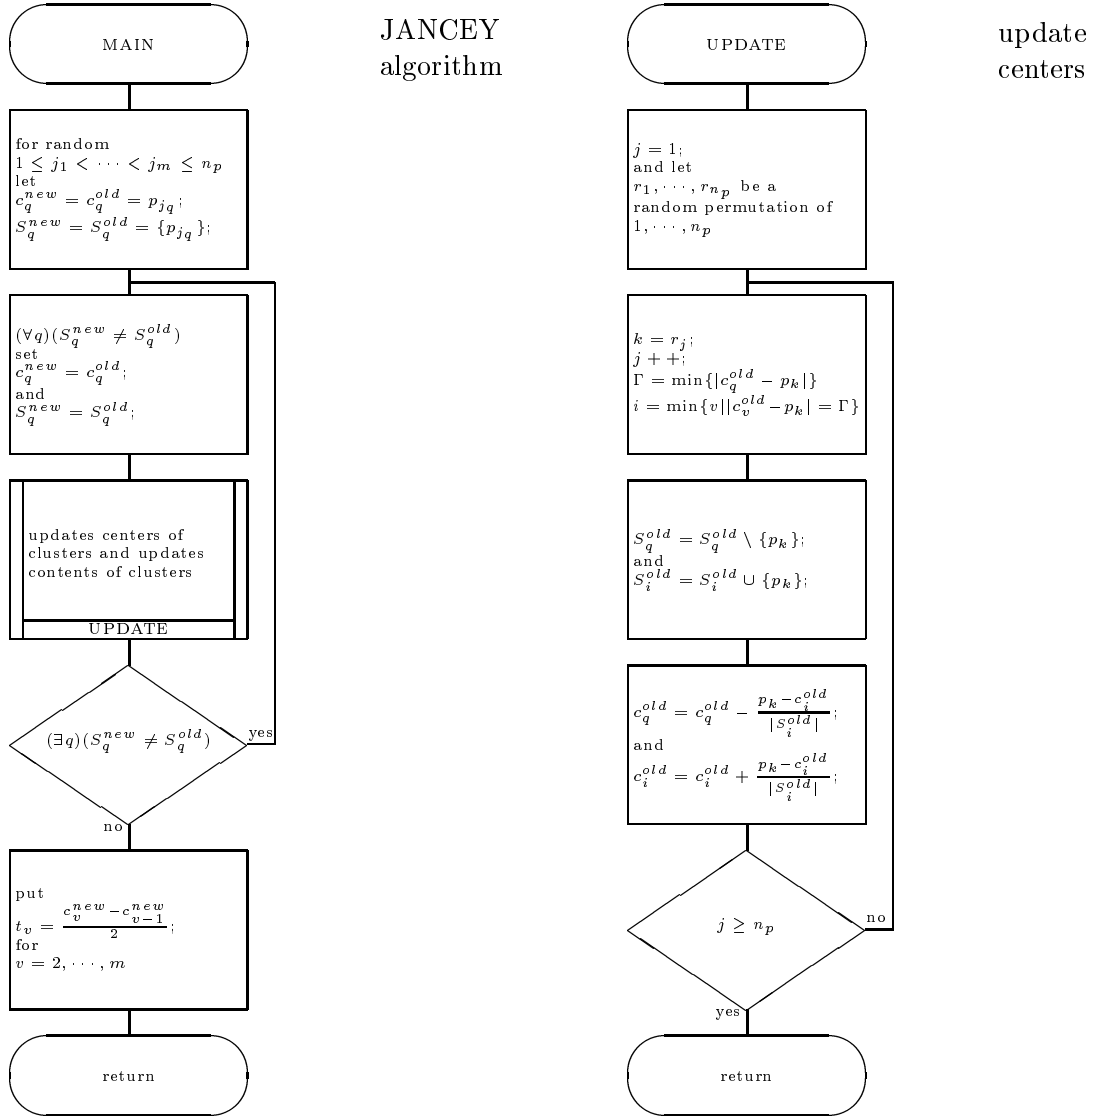 MAIN
JANCEY
algorithm
for random
1 ≤ j_1 < ··· < j_m ≤ n_p
let
c_q^{new} = c_q^{old} = p_{j_q};
S_q^{new} = S_q^{old} = {p_{j_q}};
(∀q)(S_q^{new} ≠ S_q^{old})
set
c_q^{new} = c_q^{old};
and
S_q^{new} = S_q^{old};
updates centers of
clusters and updates
contents of clusters
UPDATE
(∃q)(S_q^{new} ≠ S_q^{old})
yes
no
put
t_v = \frac{c_v^{new} - c_{v-1}^{new}}{2};
for
v = 2, ···, m
return
UPDATE
update
centers
j = 1;
and let
r_1, ···, r_{n_p} be a
random permutation of
1, ···, n_p
k = r_j;
j + +;
Γ = min{|c_q^{old} - p_k|}
i = min{v||c_v^{old} - p_k| = Γ}
S_q^{old} = S_q^{old} \ {p_k};
and
S_i^{old} = S_i^{old} ∪ {p_k};
c_q^{old} = c_q^{old} - \frac{p_k - c_i^{old}}{|S_i^{old}|};
and
c_i^{old} = c_i^{old} + \frac{p_k - c_i^{old}}{|S_i^{old}|};
j ≥ n_p
no
yes
return